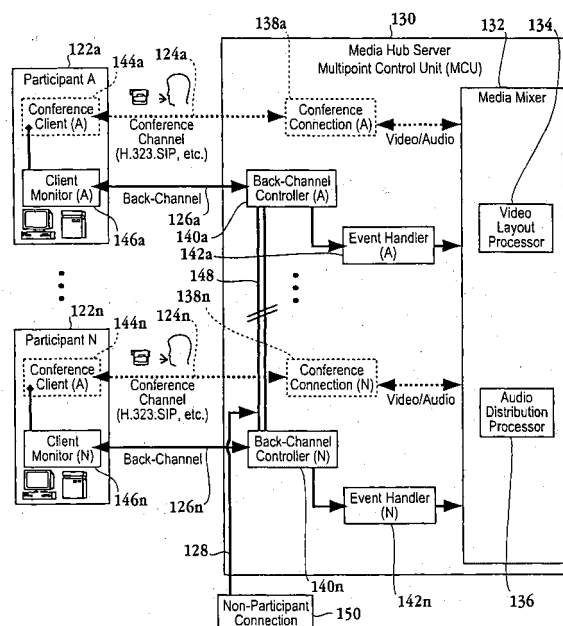 138a 130 132 134
122a
144a 124a
Participant A
Media Hub Server
Multipoint Control Unit (MCU)
Media Mixer
Conference
Client (A)
Conference
Channel
(H.323.SIP, etc.)
Conference
Connection (A)
Video/Audio
Client
Monitor (A)
Back-Channel
126a
Back-Channel
Controller (A)
140a
146a
Event Handler
(A)
142a
Video
Layout
Processor
148
138n
122n
144n 124n
Participant N
Conference
Client (A)
Conference
Channel
(H.323.SIP, etc.)
Conference
Connection (N)
Video/Audio
Client
Monitor (N)
Back-Channel
126n
Back-Channel
Controller (N)
Audio
Distribution
Processor
146n
Event Handler
(N)
128
140n
142n
136
Non-Participant
Connection
150